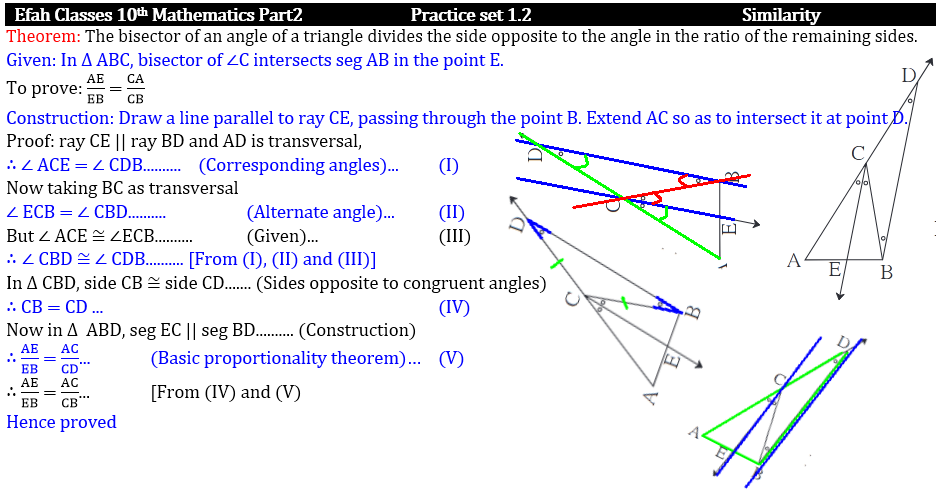 Efah Classes 10th Mathematics Part2 Practice set 1.2 Similarity
Theorem: The bisector of an angle of a triangle divides the side opposite to the angle in the ratio of the remaining sides.
Given: In Δ ABC, bisector of ∠C intersects seg AB in the point E.
To prove: AE/EB = CA/CB
Construction: Draw a line parallel to ray CE, passing through the point B. Extend AC so as to intersect it at point D.
Proof: ray CE || ray BD and AD is transversal,
∴ ∠ ACE = ∠ CDB.......... (Corresponding angles)... (I)
Now taking BC as transversal
∠ ECB = ∠ CBD.......... (Alternate angle)... (II)
But ∠ ACE ≅ ∠ECB.......... (Given)... (III)
∴ ∠ CBD ≅ ∠ CDB.......... [From (I), (II) and (III)]
In Δ CBD, side CB ≅ side CD....... (Sides opposite to congruent angles)
∴ CB = CD ... (IV)
Now in Δ ABD, seg EC || seg BD.......... (Construction)
∴ AE/EB = AC/CD... (Basic proportionality theorem)... (V)
∴ AE/EB = AC/CB... [From (IV) and (V)
Hence proved
D
C
A
E
B
D
B
C
E
A
D
C
B
E
A
D
C
A
E
B